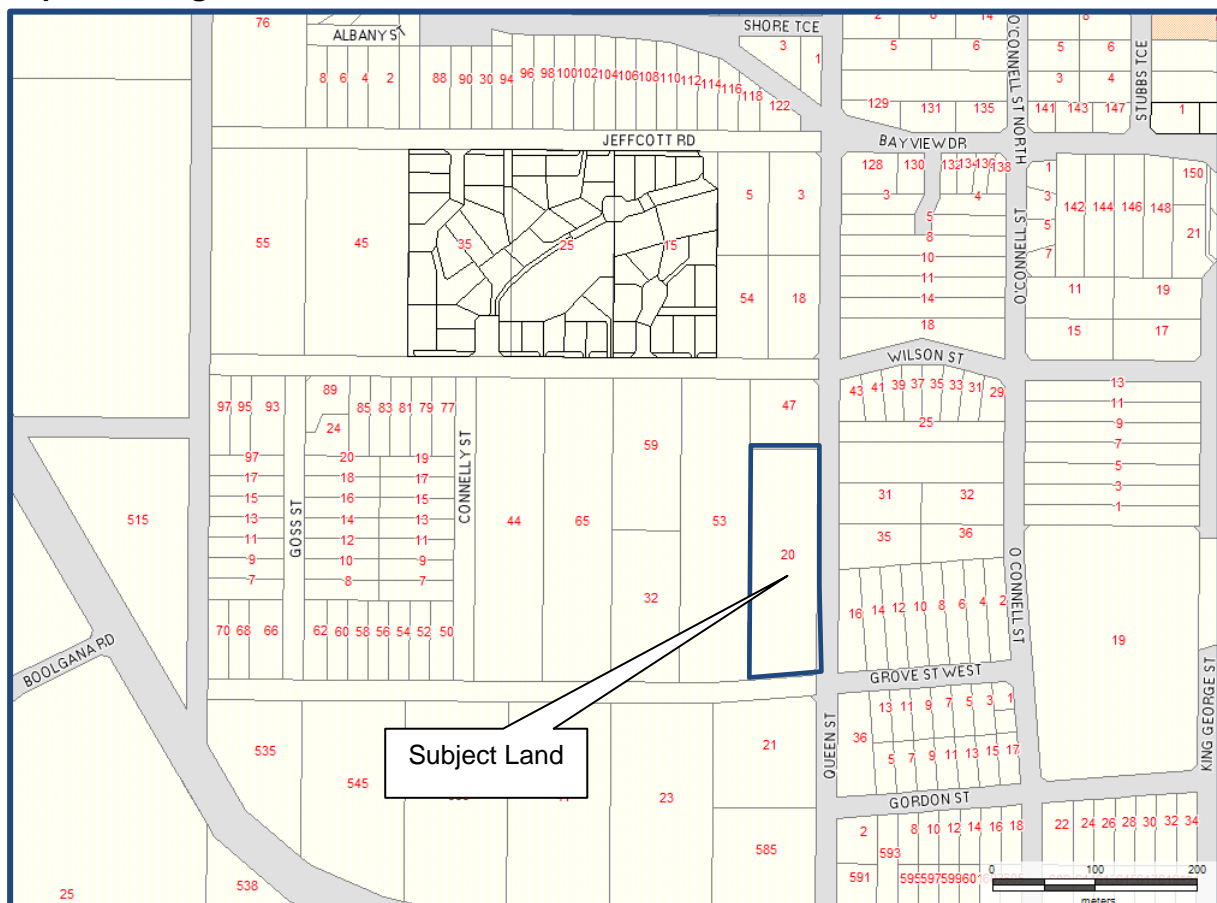 76
ALBANY ST
SHORE TCE
2
14
8
3
1
5
6
5
6
O'CONNELL ST NORTH
STUBBS TCE
8 6 4 2
88 90 30 94 96 98 100 102 104 106 108 110 112 114 116 118 122
3
4
129 131 135
141 143 147
1
JEFFCOTT RD
BAYVIEW DR
128 130 132 134 136 138
1
150
55
45
35
25
15
5
3
3
4
3
142 144 146 148
5
5
21
8
7
10
54
18
11
14
18
O'CONNELL ST
11
19
15
17
WILSON ST
97 95 93
89
85 83 81 79 77
24
47
43 41 39 37 35 33 31 29
25
13
11
9
7
5
3
1
59
97
20
19
17
18
17
15
16
15
13
14
13
11
12
11
9
10
9
7
8
7
GOSS ST
CONNELLY ST
515
44
65
53
20
31
32
35
36
32
16 14 12 10 8 6 4 2
O CONNELL ST
19
70 68 66
62 60 58 56 54 52 50
BOOLGANA RD
GROVE ST WEST
KING GEORGE ST
QUEEN ST
13 11 9 7 5 3 1
36
5 7 9 11 13 15 17
535
545
Subject Land
23
21
GORDON ST
2
8 10 12 14 16 18
22 24 26 28 30 32 34
593
585
591
595 597 599
25
538
0 100 200
meters